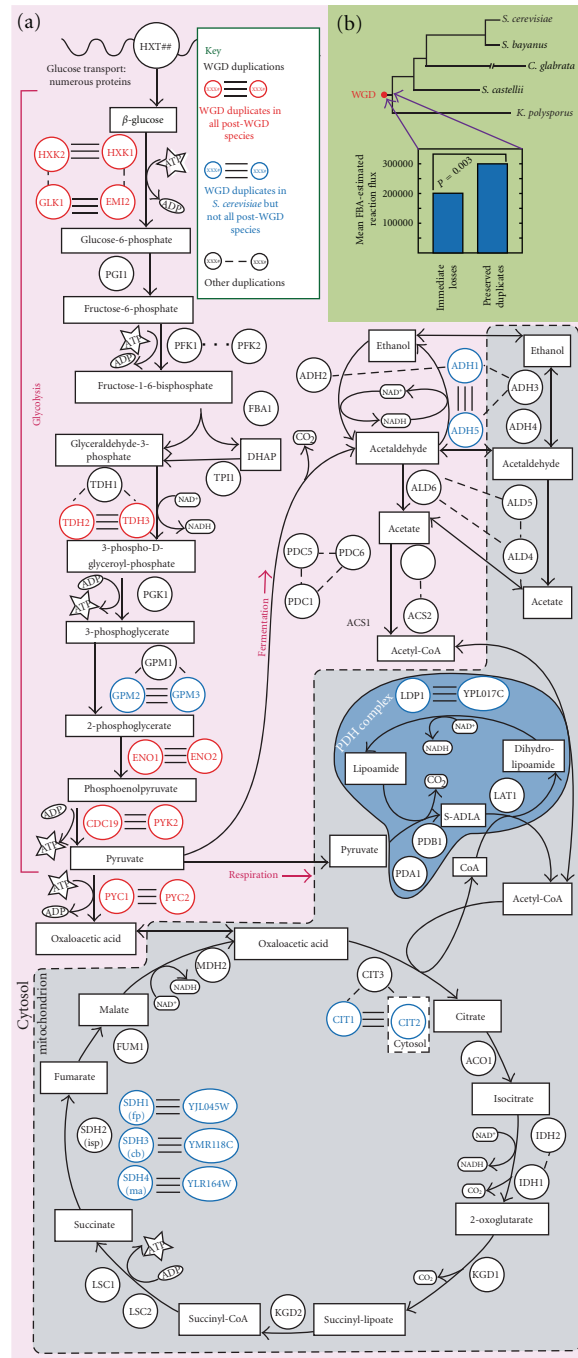 (a)
HXT##
Glucose transport:
numerous proteins
Glycolysis
β-glucose
HXK2
HXK1
GLK1
EMI2
ATP
ADP
Glucose-6-phosphate
PGI1
Fructose-6-phosphate
ATP
ADP
PFK1
PFK2
Fructose-1-6-bisphosphate
FBA1
Glyceraldehyde-3-
phosphate
DHAP
TPI1
TDH1
TDH2
TDH3
NAD+
NADH
3-phospho-D-
glyceroyl-phosphate
ADP
ATP
PGK1
3-phosphoglycerate
GPM1
GPM2
GPM3
2-phosphoglycerate
ENO1
ENO2
Phosphoenolpyruvate
ADP
ATP
CDC19
PYK2
Pyruvate
ATP
ADP
PYC1
PYC2
Oxaloacetic acid
Key
WGD duplications
XXX#
XXX#
WGD duplicates in
all post-WGD
species
XXX#
XXX#
WGD duplicates in
S. cerevisiae but
not all post-WGD
species
XXX#
XXX#
Other duplications
(b)
S. cerevisiae
S. bayanus
C. glabrata
S. castellii
WGD
K. polysporus
Mean FBA-estimated
reaction flux
300000
200000
100000
P = 0.003
Immediate
losses
Preserved
duplicates
Ethanol
ADH2
ADH1
ADH5
NAD+
NADH
CO2
Acetaldehyde
Ethanol
ADH3
ADH4
Acetaldehyde
ALD6
ALD5
ALD4
Acetate
Acetate
PDC5
PDC6
PDC1
ACS1
ACS2
Acetyl-CoA
Fermentation
Respiration
PDH complex
LDP1
YPL017C
NAD+
NADH
Lipoamide
Dihydro-
lipoamide
CO2
LAT1
S-ADLA
PDB1
PDA1
Pyruvate
CoA
Acetyl-CoA
Cytosol
mitochondrion
Oxaloacetic acid
MDH2
NADH
NAD+
Malate
FUM1
Fumarate
CIT3
CIT1
CIT2
Cytosol
Citrate
ACO1
Isocitrate
NAD+
NADH
CO2
IDH2
IDH1
2-oxoglutarate
KGD1
CO2
SDH2
(isp)
SDH1
(fp)
YJL045W
SDH3
(cb)
YMR118C
SDH4
(ma)
YLR164W
Succinate
ATP
ADP
LSC1
LSC2
Succinyl-CoA
KGD2
Succinyl-lipoate